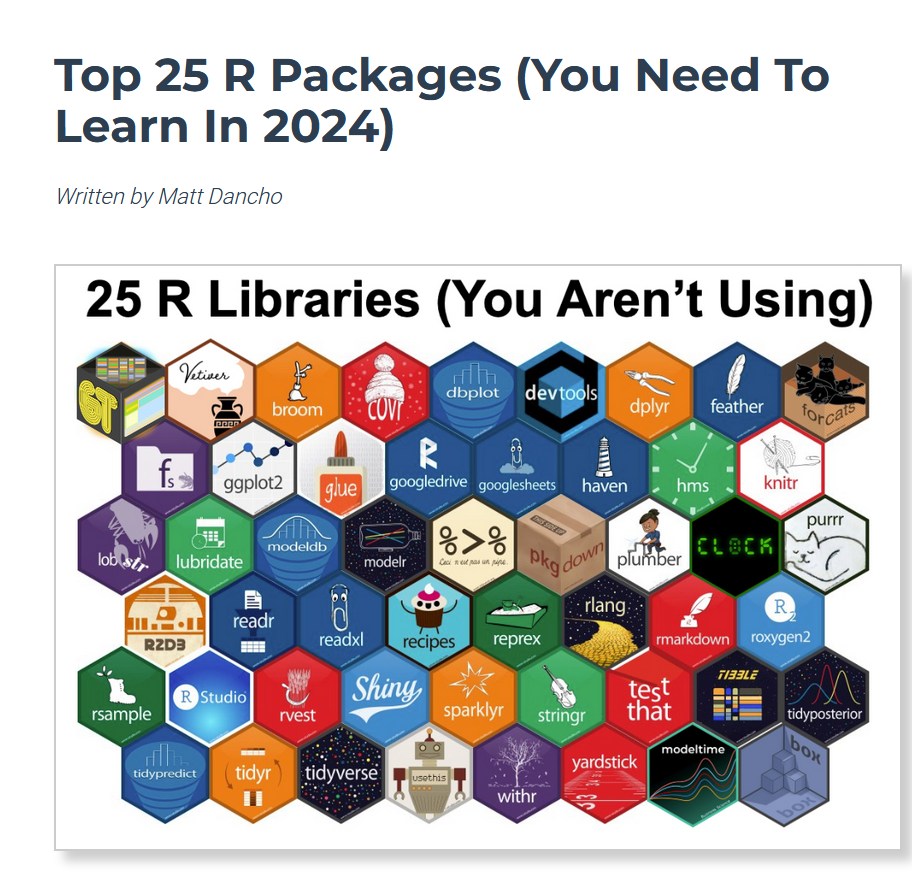 Top 25 R Packages (You Need To
Learn In 2024)
Written by Matt Dancho
25 R Libraries (You Aren't Using)
GT
Vetiver
broom
covr
dbplot
devtools
dplyr
feather
forcats
fs
ggplot2
glue
googledrive
googlesheets
haven
hms
knitr
lobstr
lubridate
modeldb
modelr
%>%
Ceci n'est pas un pipe.
pkgdown
plumber
CLOCK
purrr
R2D3
readr
readxl
recipes
reprex
rlang
rmarkdown
R2
roxygen2
rsample
R Studio
rvest
Shiny
sparklyr
stringr
test
that
TIBBLE
tidyposterior
tidypredict
tidyr
tidyverse
usethis
withr
yardstick
modeltime
box
box